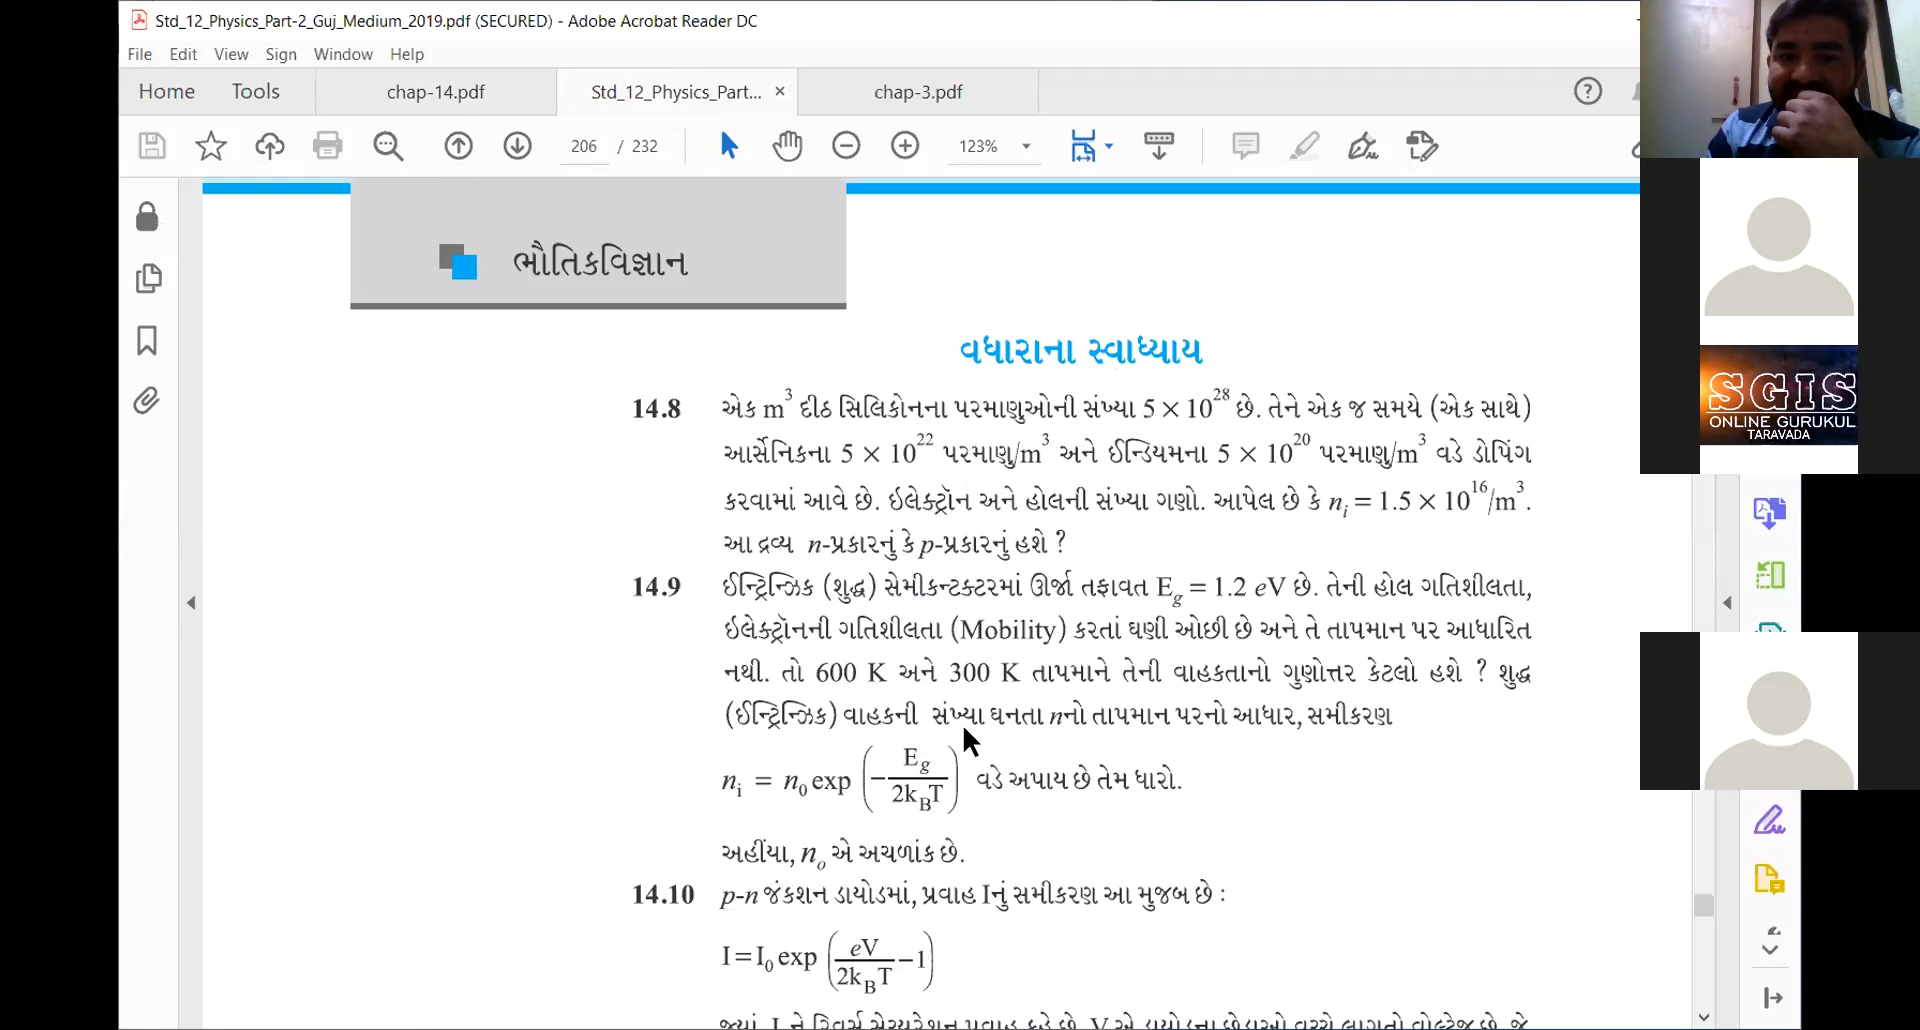 Std_12_Physics_Part-2_Guj_Medium_2019.pdf (SECURED) - Adobe Acrobat Reader DC
File Edit View Sign Window Help
Home Tools chap-14.pdf Std_12_Physics_Part... × chap-3.pdf
206 / 232 123%
ભૌતિકવિજ્ઞાન
વધારાના સ્વાધ્યાય
14.8 એક m³ દીઠ સિલિકોનના પરમાણુઓની સંખ્યા 5 × 10²⁸ છે. તેને એક જ સમયે (એક સાથે)
આર્સેનિકના 5 × 10²² પરમાણુ/m³ અને ઈન્ડિયમના 5 × 10²⁰ પરમાણુ/m³ વડે ડોપિંગ
કરવામાં આવે છે. ઇલેક્ટ્રૉન અને હોલની સંખ્યા ગણો. આપેલ છે કે nᵢ = 1.5 × 10¹⁶/m³.
આ દ્રવ્ય n-પ્રકારનું કે p-પ્રકારનું હશે ?
14.9 ઈન્ટ્રિન્ઝિક (શુદ્ધ) સેમીકન્ટક્ટરમાં ઊર્જા તફાવત E_g = 1.2 eV છે. તેની હોલ ગતિશીલતા,
ઇલેક્ટ્રૉનની ગતિશીલતા (Mobility) કરતાં ઘણી ઓછી છે અને તે તાપમાન પર આધારિત
નથી. તો 600 K અને 300 K તાપમાને તેની વાહકતાનો ગુણોત્તર કેટલો હશે ? શુદ્ધ
(ઈન્ટ્રિન્ઝિક) વાહકની સંખ્યા ઘનતા nનો તાપમાન પરનો આધાર, સમીકરણ
nᵢ = n₀ exp (−E_g/2k_BT) વડે અપાય છે તેમ ધારો.
અહીંયા, nₒ એ અચળાંક છે.
14.10 p-n જંકશન ડાયોડમાં, પ્રવાહ Iનું સમીકરણ આ મુજબ છે :
I = I₀ exp (eV/2k_BT − 1)
SGIS
ONLINE GURUKUL
TARAVADA